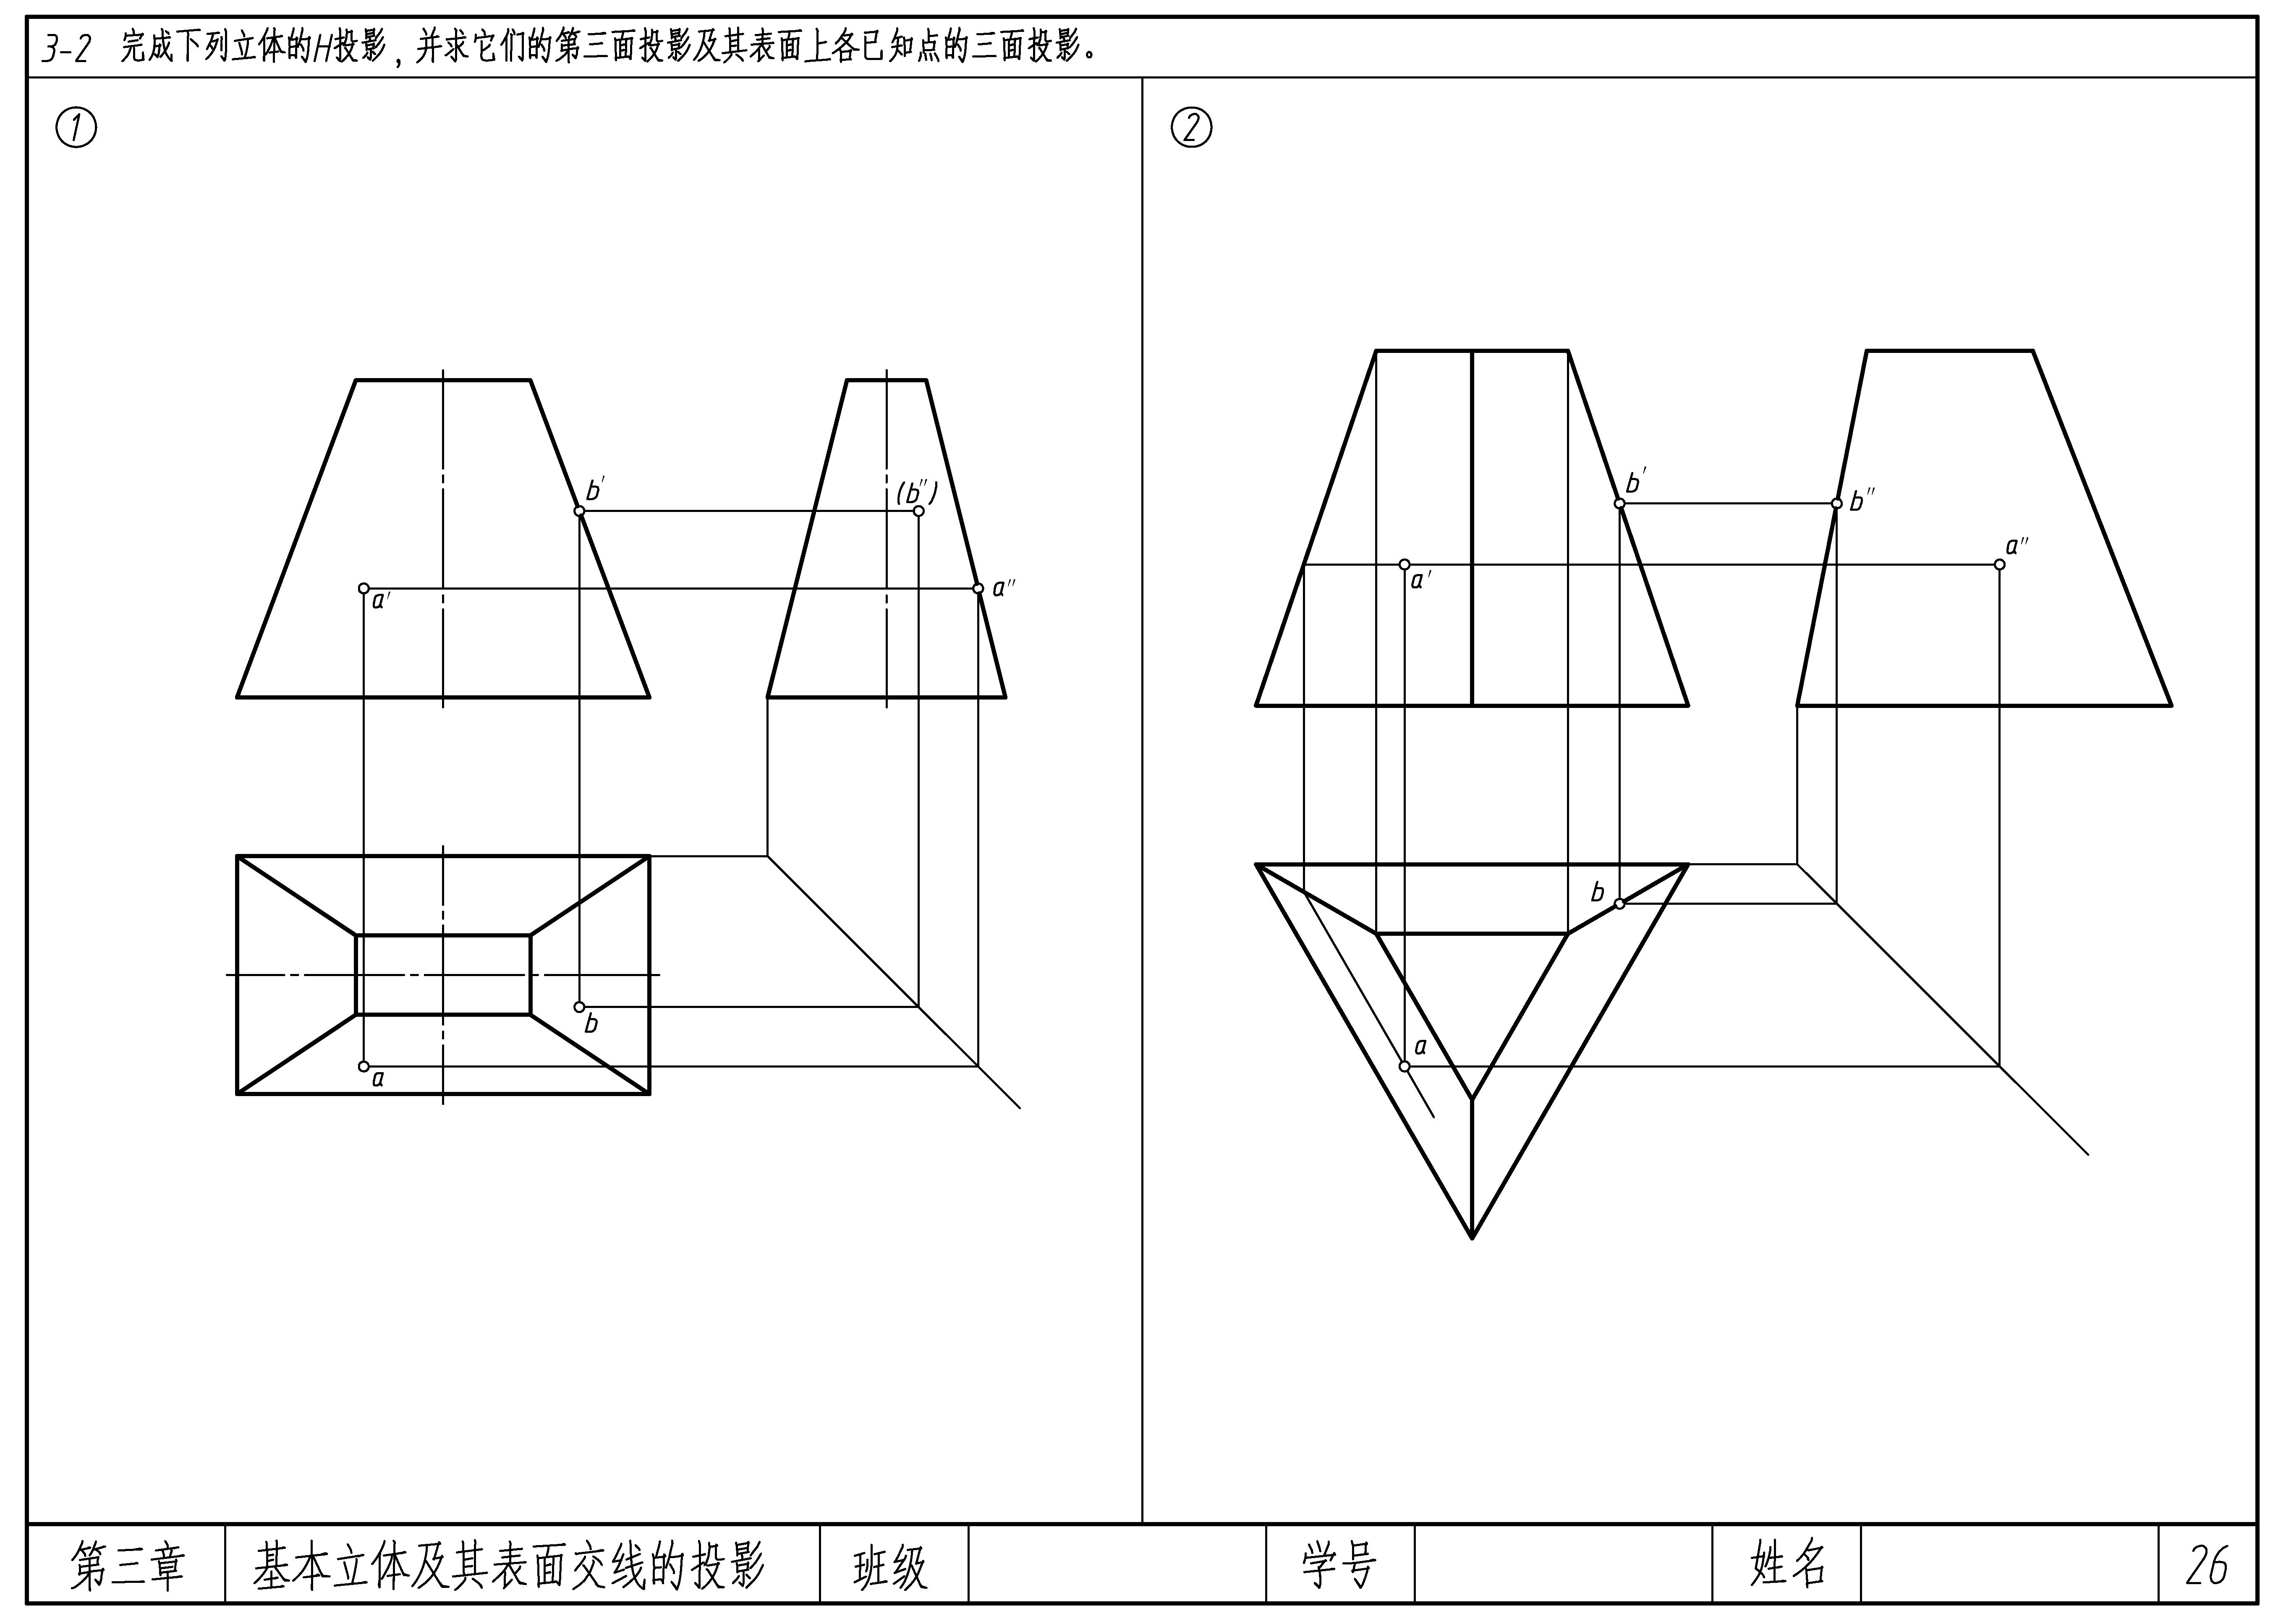 3-2 完成下列立体的H投影，并求它们的第三面投影及其表面上各已知点的三面投影。
① ②
b' (b") b' b"
a' a" a' a"
b a b a
第三章 基本立体及其表面交线的投影 班级 学号 姓名 26